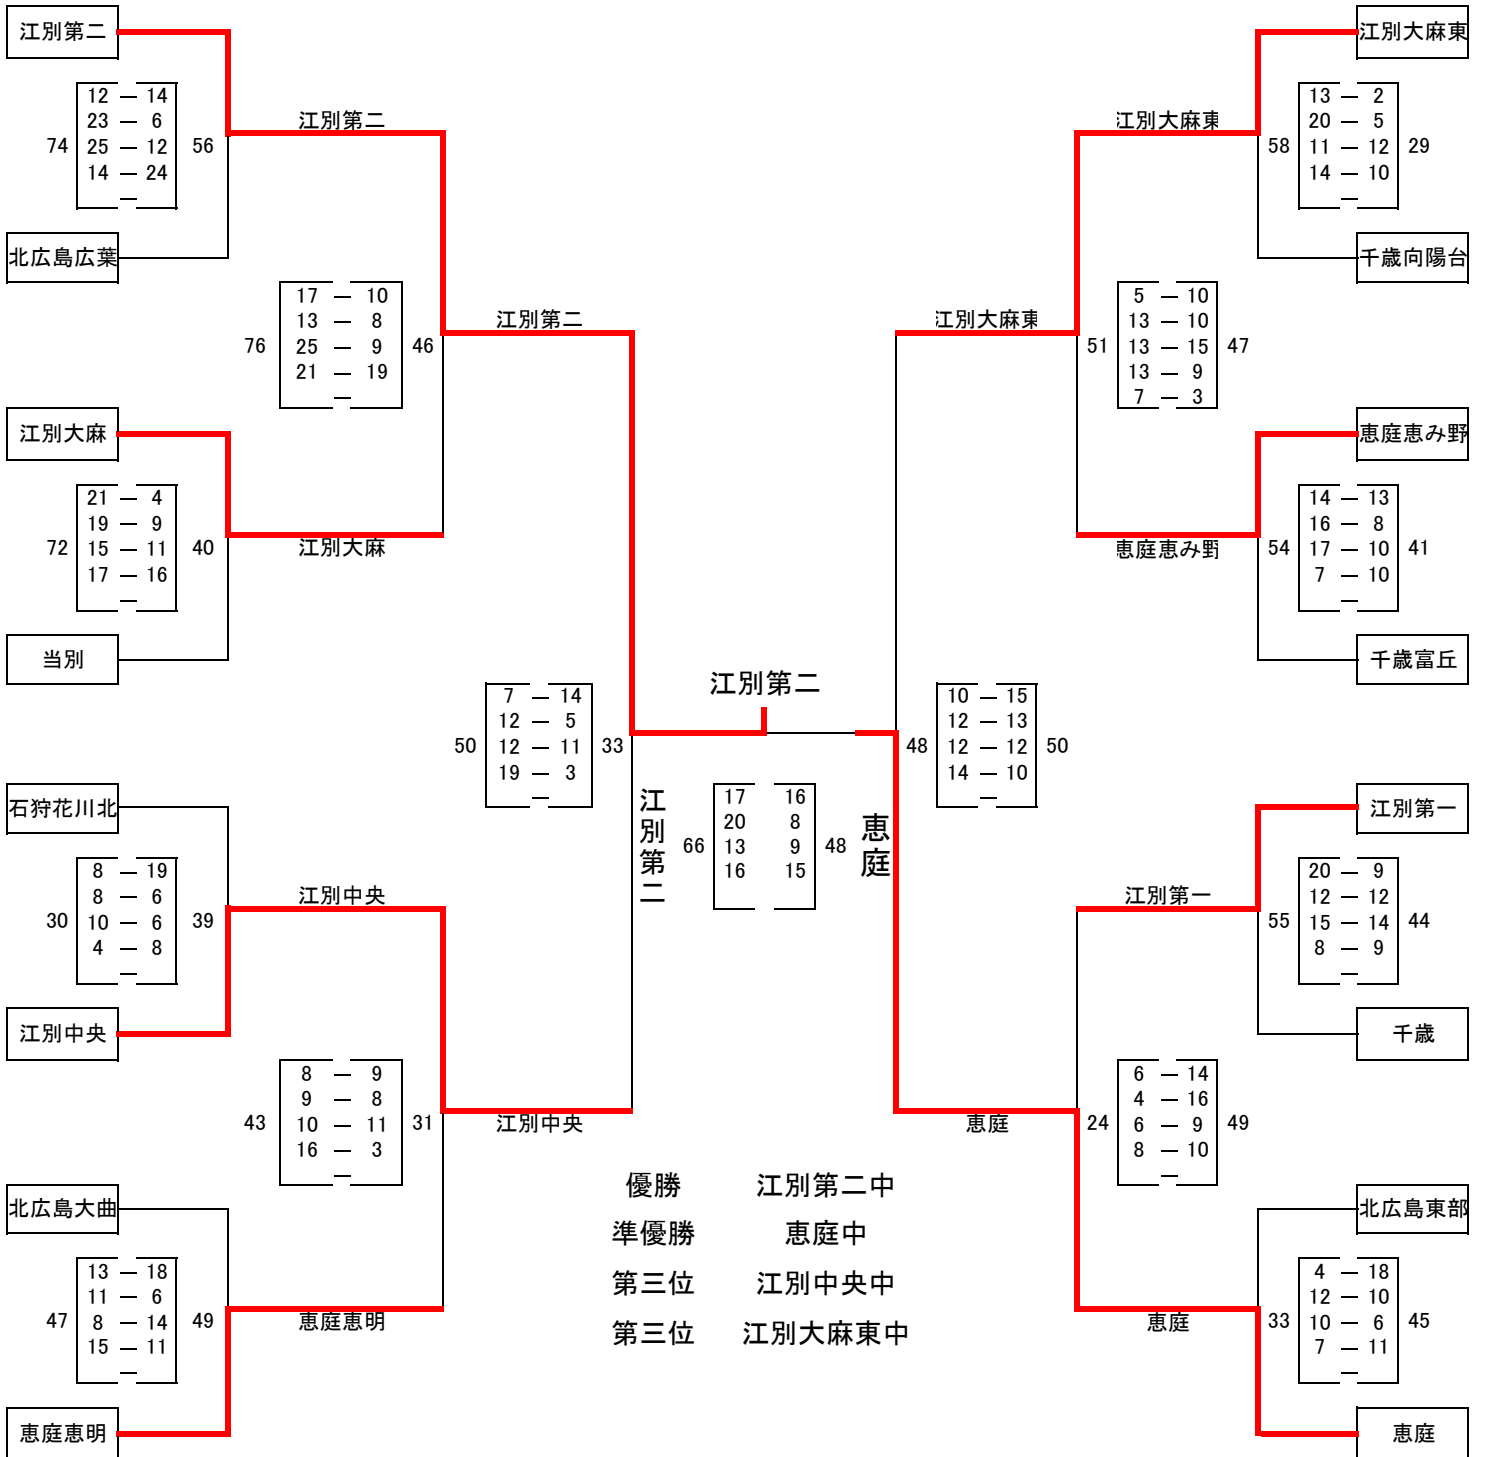 江別第二
12 — 14
23 — 6
74 25 — 12 56
14 — 24
—
北広島広葉
江別第二
17 — 10
13 — 8
76 25 — 9 46
21 — 19
—
江別大麻
21 — 4
19 — 9
72 15 — 11 40
17 — 16
—
当別
江別大麻
江別第二
7 — 14
12 — 5
50 12 — 11 33
19 — 3
—
石狩花川北
8 — 19
8 — 6
30 10 — 6 39
4 — 8
—
江別中央
江別中央
8 — 9
9 — 8
43 10 — 11 31
16 — 3
—
江別中央
北広島大曲
13 — 18
11 — 6
47 8 — 14 49
15 — 11
—
恵庭恵明
恵庭恵明
江別第二
江別第二
17 16
20 8
66 13 9 48
16 15
恵庭
江別大麻東
13 — 2
20 — 5
58 11 — 12 29
14 — 10
—
千歳向陽台
江別大麻東
5 — 10
13 — 10
51 13 — 15 47
13 — 9
7 — 3
江別大麻東
恵庭恵み野
14 — 13
16 — 8
54 17 — 10 41
7 — 10
—
千歳富丘
恵庭恵み野
10 — 15
12 — 13
48 12 — 12 50
14 — 10
—
江別第一
20 — 9
12 — 12
55 15 — 14 44
8 — 9
—
千歳
江別第一
6 — 14
4 — 16
24 6 — 9 49
8 — 10
—
恵庭
北広島東部
4 — 18
12 — 10
33 10 — 6 45
7 — 11
—
恵庭
恵庭
優勝 江別第二中
準優勝 恵庭中
第三位 江別中央中
第三位 江別大麻東中